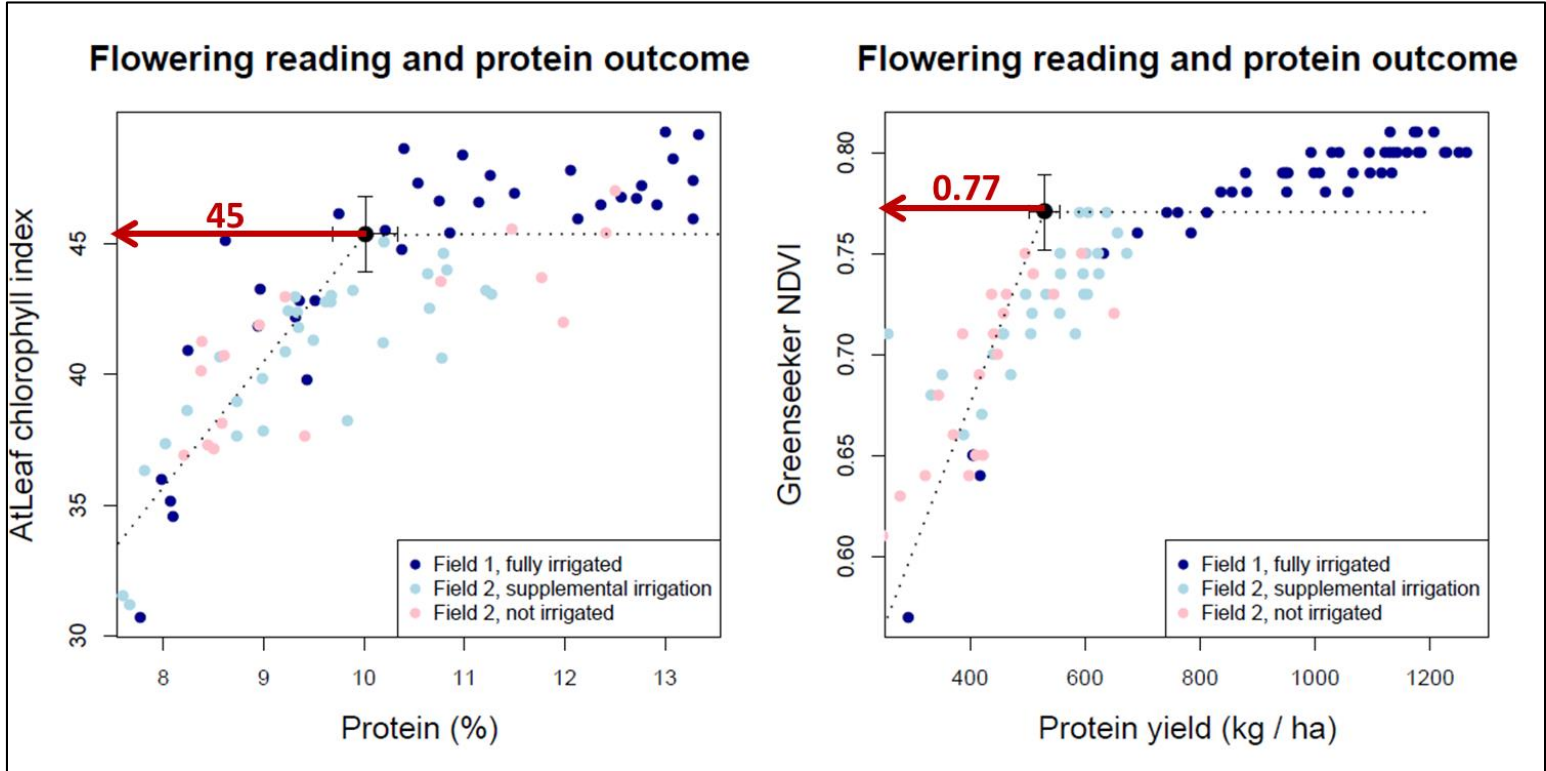 Flowering reading and protein outcome
AtLeaf chlorophyll index
45
40
35
30
45
Field 1, fully irrigated
Field 2, supplemental irrigation
Field 2, not irrigated
8 9 10 11 12 13
Protein (%)
Flowering reading and protein outcome
Greenseeker NDVI
0.80
0.75
0.70
0.65
0.60
0.77
Field 1, fully irrigated
Field 2, supplemental irrigation
Field 2, not irrigated
400 600 800 1000 1200
Protein yield (kg / ha)